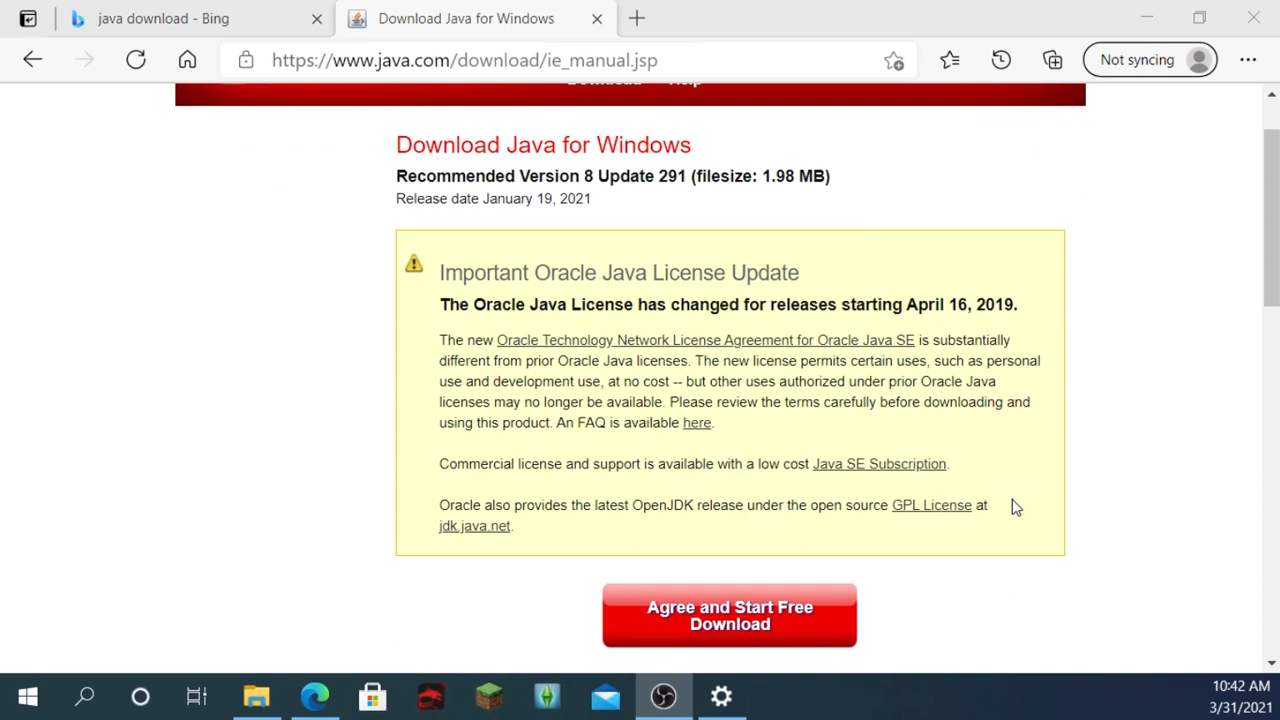 java download - Bing
Download Java for Windows
https://www.java.com/download/ie_manual.jsp
Not syncing
Download Help
Download Java for Windows
Recommended Version 8 Update 291 (filesize: 1.98 MB)
Release date January 19, 2021
Important Oracle Java License Update
The Oracle Java License has changed for releases starting April 16, 2019.
The new Oracle Technology Network License Agreement for Oracle Java SE is substantially
different from prior Oracle Java licenses. The new license permits certain uses, such as personal
use and development use, at no cost -- but other uses authorized under prior Oracle Java
licenses may no longer be available. Please review the terms carefully before downloading and
using this product. An FAQ is available here.
Commercial license and support is available with a low cost Java SE Subscription.
Oracle also provides the latest OpenJDK release under the open source GPL License at
jdk.java.net.
Agree and Start Free
Download
10:42 AM
3/31/2021